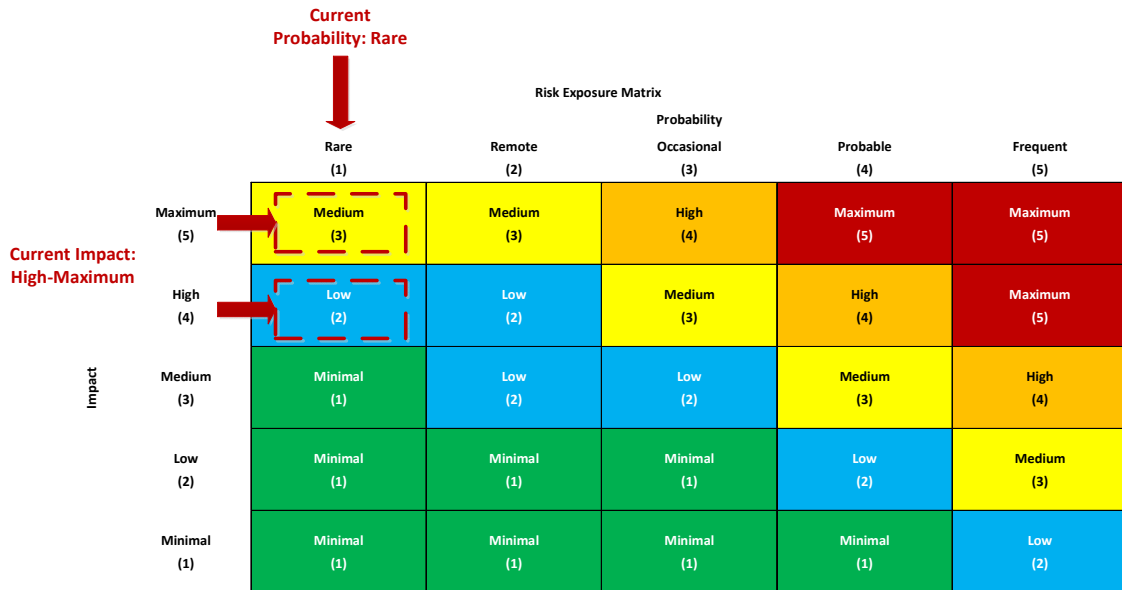 Current
Probability: Rare
Risk Exposure Matrix
Probability
Rare Remote Occasional Probable Frequent
(1) (2) (3) (4) (5)
Maximum Medium Medium High Maximum Maximum
(5) (3) (3) (4) (5) (5)
Current Impact:
High-Maximum
High Low Low Medium High Maximum
(4) (2) (2) (3) (4) (5)
Impact
Medium Minimal Low Low Medium High
(3) (1) (2) (2) (3) (4)
Low Minimal Minimal Minimal Low Medium
(2) (1) (1) (1) (2) (3)
Minimal Minimal Minimal Minimal Minimal Low
(1) (1) (1) (1) (1) (2)